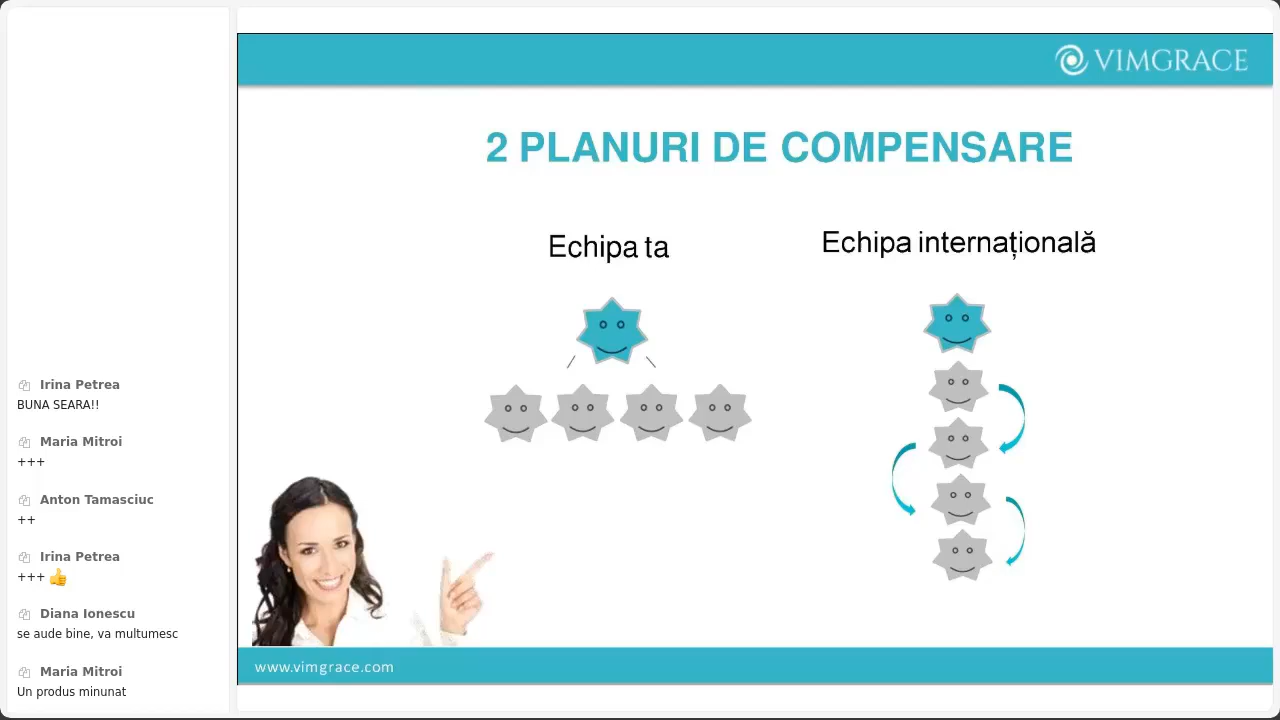 Irina Petrea
BUNA SEARA!!
Maria Mitroi
+++
Anton Tamasciuc
++
Irina Petrea
+++ 👍
Diana Ionescu
se aude bine, va multumesc
Maria Mitroi
Un produs minunat
VIMGRACE
2 PLANURI DE COMPENSARE
Echipa ta
Echipa internațională
www.vimgrace.com